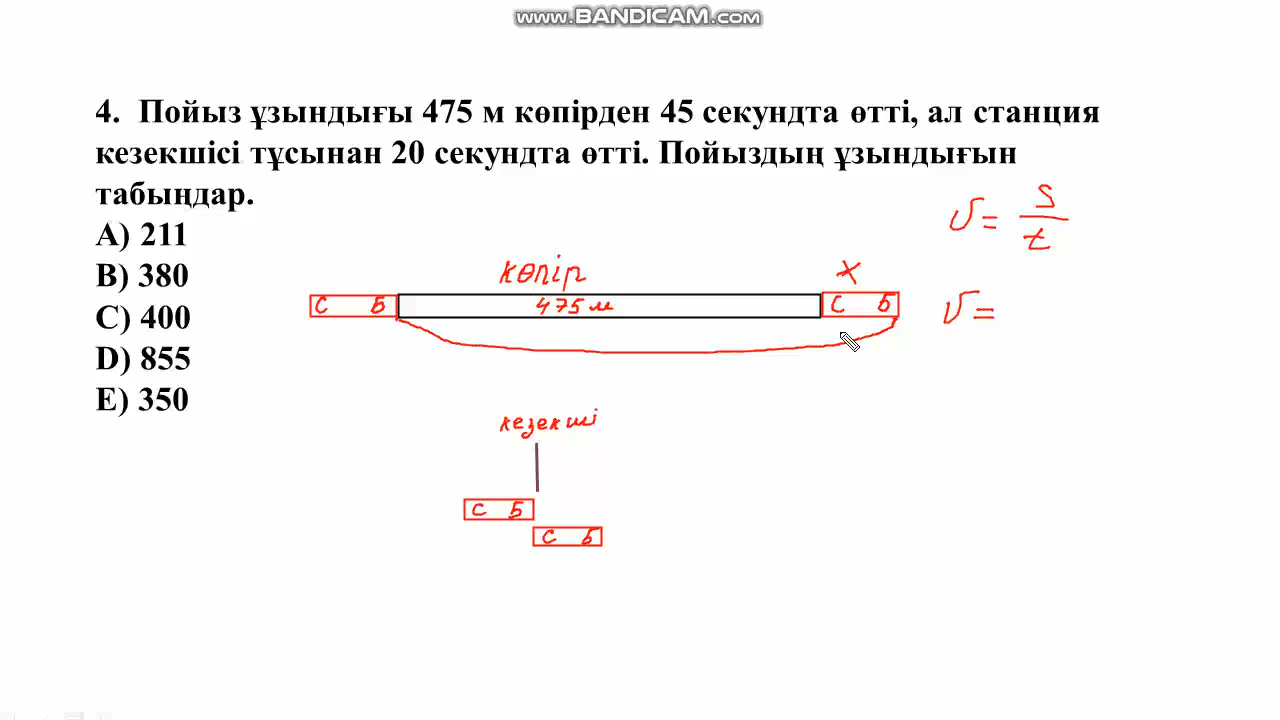 www.BANDICAM.com
4. Пойыз ұзындығы 475 м көпірден 45 секундта өтті, ал станция
кезекшісі тұсынан 20 секундта өтті. Пойыздың ұзындығын
табыңдар.
A) 211
B) 380
C) 400
D) 855
E) 350
υ = s/t
көпір
x
С Б
475 м
С Б
υ =
кезекші
С Б
С Б